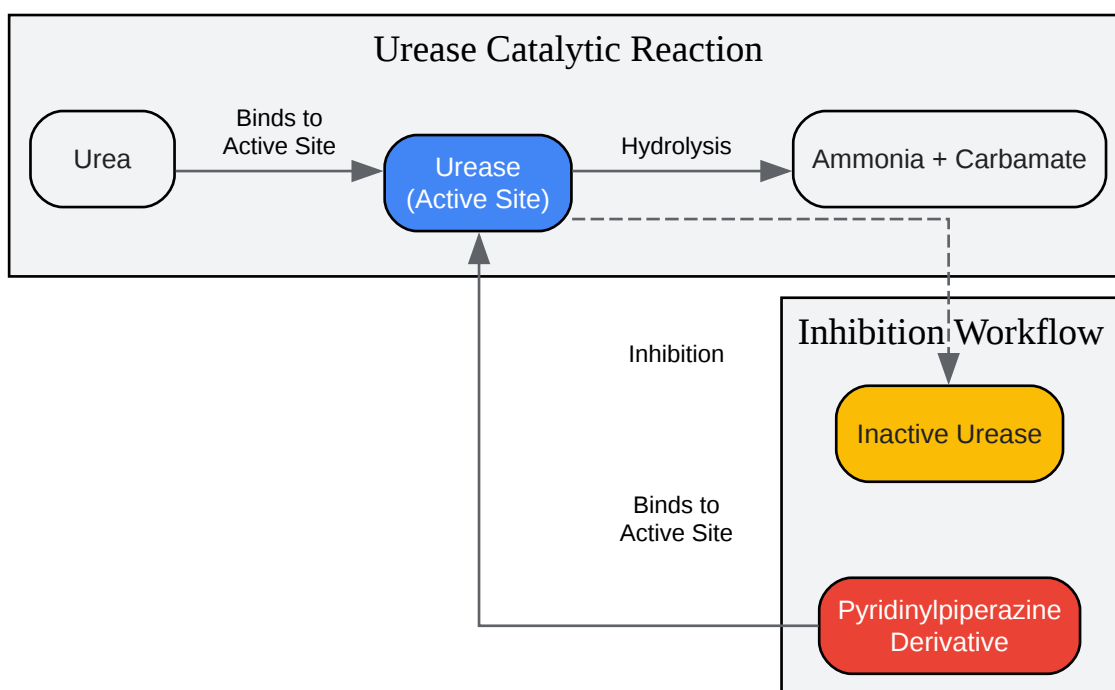 Urease Catalytic Reaction
Binds to
Active Site
Urea
Urease
(Active Site)
Hydrolysis
Ammonia + Carbamate
Inhibition Workflow
Inhibition
Inactive Urease
Binds to
Active Site
Pyridinylpiperazine
Derivative